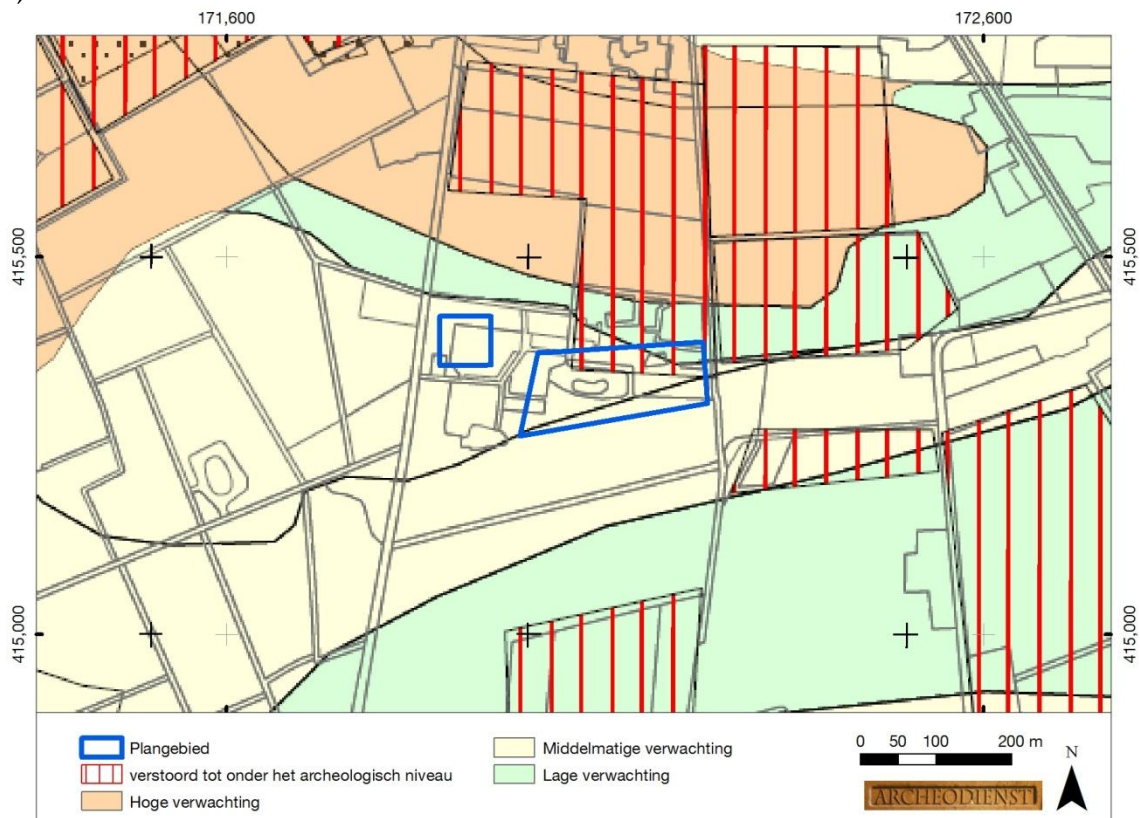 171,600
172,600
415,500
415,500
415,000
415,000
Plangebied
verstoord tot onder het archeologisch niveau
Hoge verwachting
Middelmatige verwachting
Lage verwachting
0 50 100 200 m
N
ARCHEODIENST